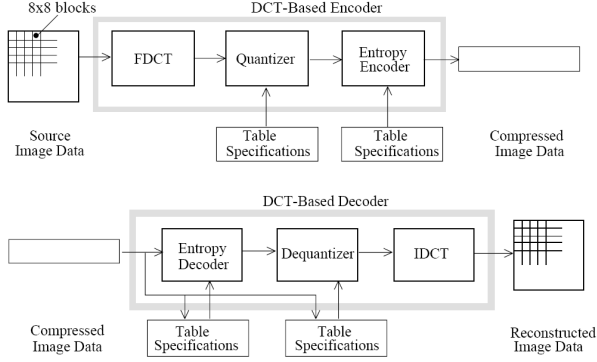 8x8 blocks
DCT-Based Encoder
FDCT
Quantizer
Entropy
Encoder
Source
Image Data
Table
Specifications
Table
Specifications
Compressed
Image Data
DCT-Based Decoder
Entropy
Decoder
Dequantizer
IDCT
Compressed
Image Data
Table
Specifications
Table
Specifications
Reconstructed
Image Data